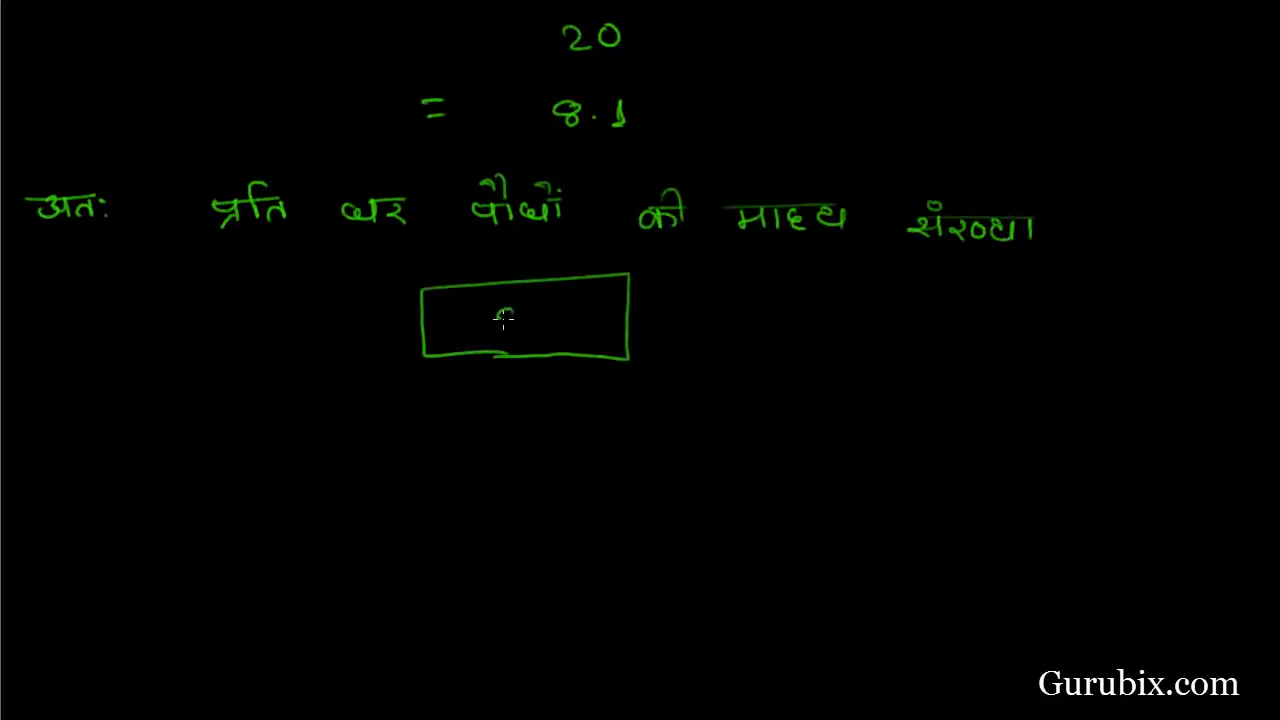 20
= 8.1
अतः प्रति घर पौधों की माध्य संख्या
Gurubix.com